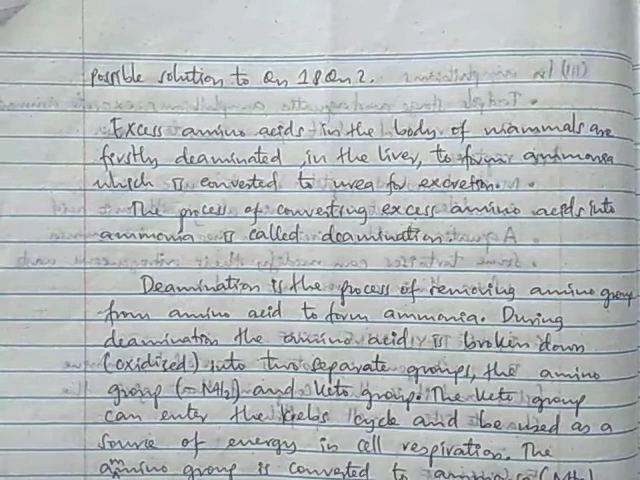 possible solution to Qn 1 & Qn 2.
Excess amino acids in the body of mammals are
firstly deaminated in the liver, to form ammonia
which is converted to urea for excretion.
The process of converting excess amino acids into
ammonia is called deamination.
Deamination is the process of removing amino group
from amino acid to form ammonia. During
deamination the amino acid is broken down
(oxidized) into two separate groups, the amino
group (-NH2) and keto group. The keto group
can enter the krebs cycle and be used as a
source of energy in cell respiration. The
amino group is converted to ammonia (NH3)